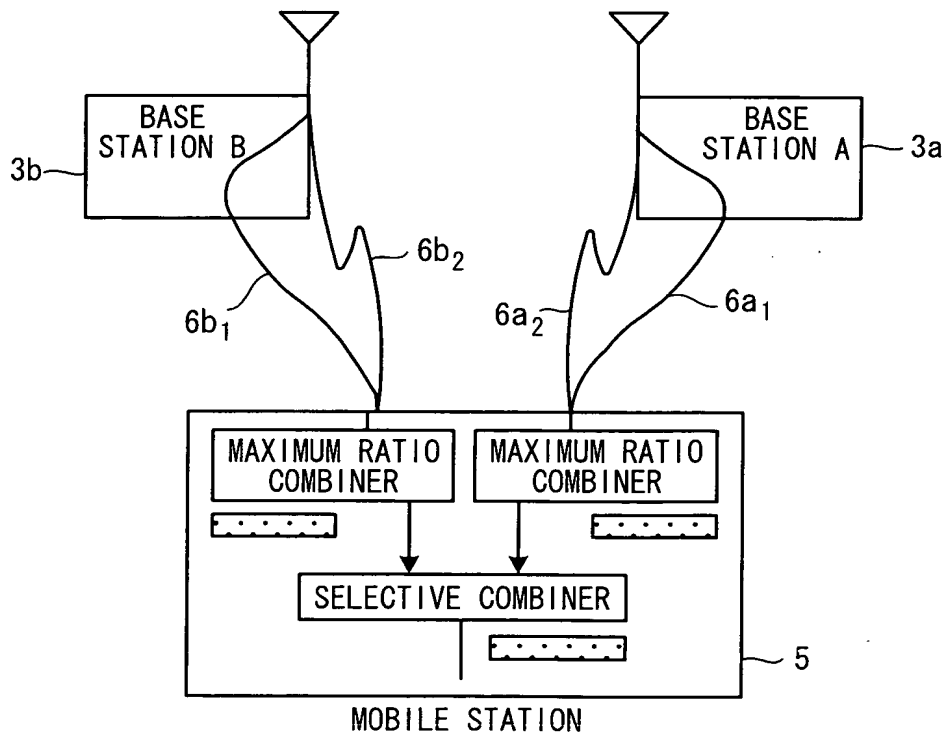 BASE
STATION B
BASE
STATION A
3b
3a
6b2
6b1
6a2
6a1
MAXIMUM RATIO
COMBINER
MAXIMUM RATIO
COMBINER
SELECTIVE COMBINER
5
MOBILE STATION